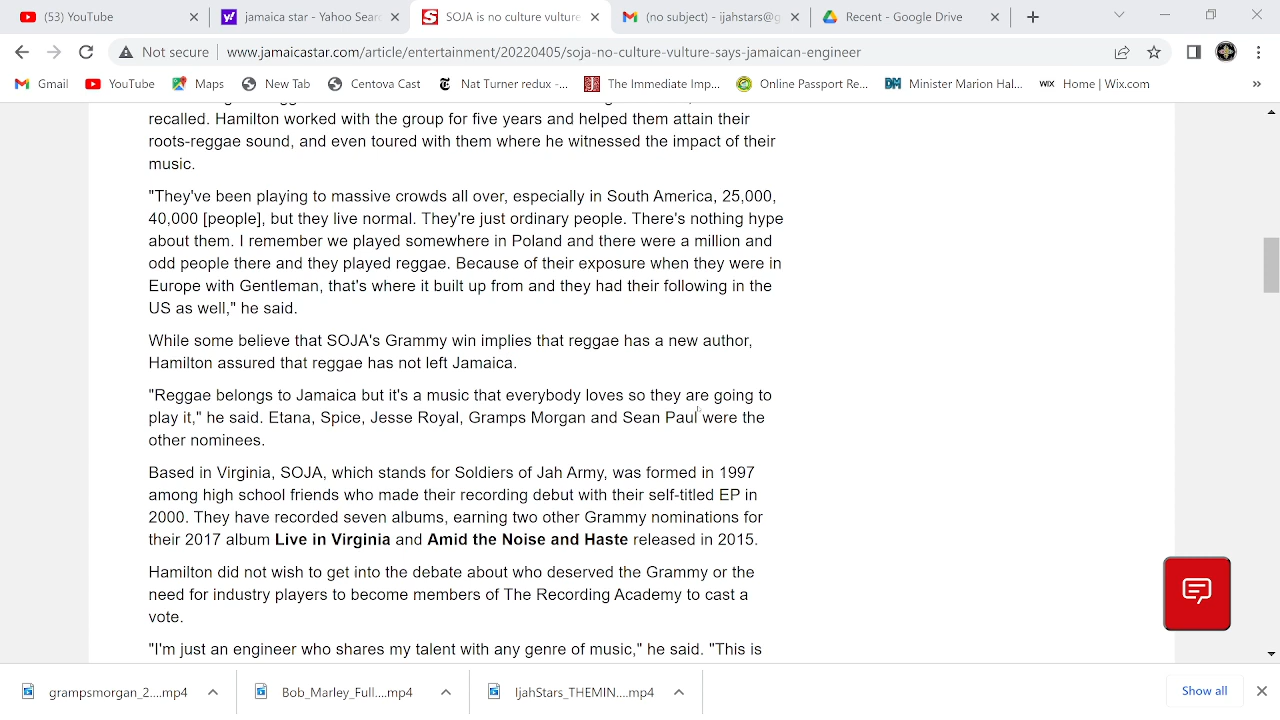 (53) YouTube
jamaica star - Yahoo Sear
SOJA is no culture vulture
(no subject) - ijahstars@g
Recent - Google Drive
Not secure
www.jamaicastar.com/article/entertainment/20220405/soja-no-culture-vulture-says-jamaican-engineer
Gmail
YouTube
Maps
New Tab
Cernova Cast
Nat Turner redux -...
The Immediate Imp...
Online Passport Re...
Minister Marion Hal...
WIX Home | Wix.com
recalled. Hamilton worked with the group for five years and helped them attain their
roots-reggae sound, and even toured with them where he witnessed the impact of their
music.
"They've been playing to massive crowds all over, especially in South America, 25,000,
40,000 [people], but they live normal. They're just ordinary people. There's nothing hype
about them. I remember we played somewhere in Poland and there were a million and
odd people there and they played reggae. Because of their exposure when they were in
Europe with Gentleman, that's where it built up from and they had their following in the
US as well," he said.
While some believe that SOJA's Grammy win implies that reggae has a new author,
Hamilton assured that reggae has not left Jamaica.
"Reggae belongs to Jamaica but it's a music that everybody loves so they are going to
play it," he said. Etana, Spice, Jesse Royal, Gramps Morgan and Sean Paul were the
other nominees.
Based in Virginia, SOJA, which stands for Soldiers of Jah Army, was formed in 1997
among high school friends who made their recording debut with their self-titled EP in
2000. They have recorded seven albums, earning two other Grammy nominations for
their 2017 album Live in Virginia and Amid the Noise and Haste released in 2015.
Hamilton did not wish to get into the debate about who deserved the Grammy or the
need for industry players to become members of The Recording Academy to cast a
vote.
"I'm just an engineer who shares my talent with any genre of music," he said. "This is
grampsmorgan_2....mp4
Bob_Marley_Full....mp4
IjahStars_THEMIN....mp4
Show all